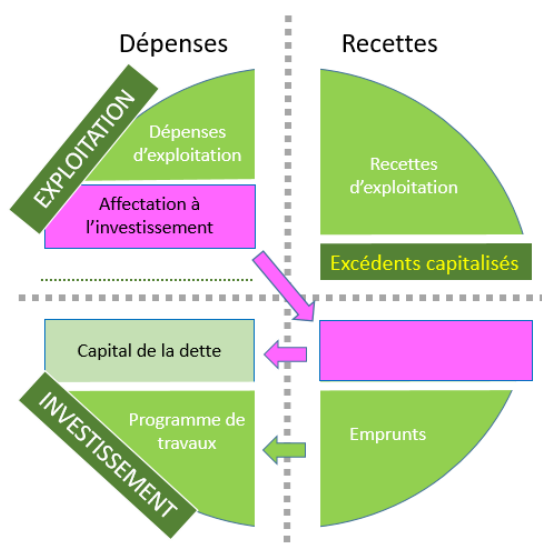 Dépenses
Recettes
EXPLOITATION
Dépenses
d'exploitation
Recettes
d'exploitation
Affectation à
l'investissement
Excédents capitalisés
Capital de la dette
INVESTISSEMENT
Programme de
travaux
Emprunts